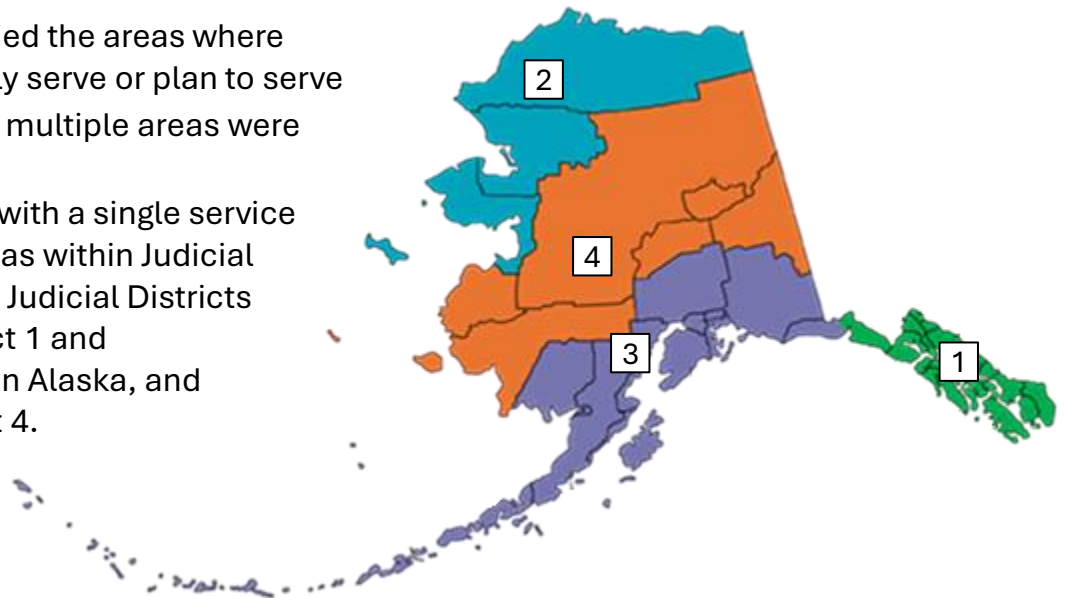 ed the areas where
ly serve or plan to serve
multiple areas were
with a single service
as within Judicial
Judicial Districts
ct 1 and
n Alaska, and
t 4.
2
4
3
1